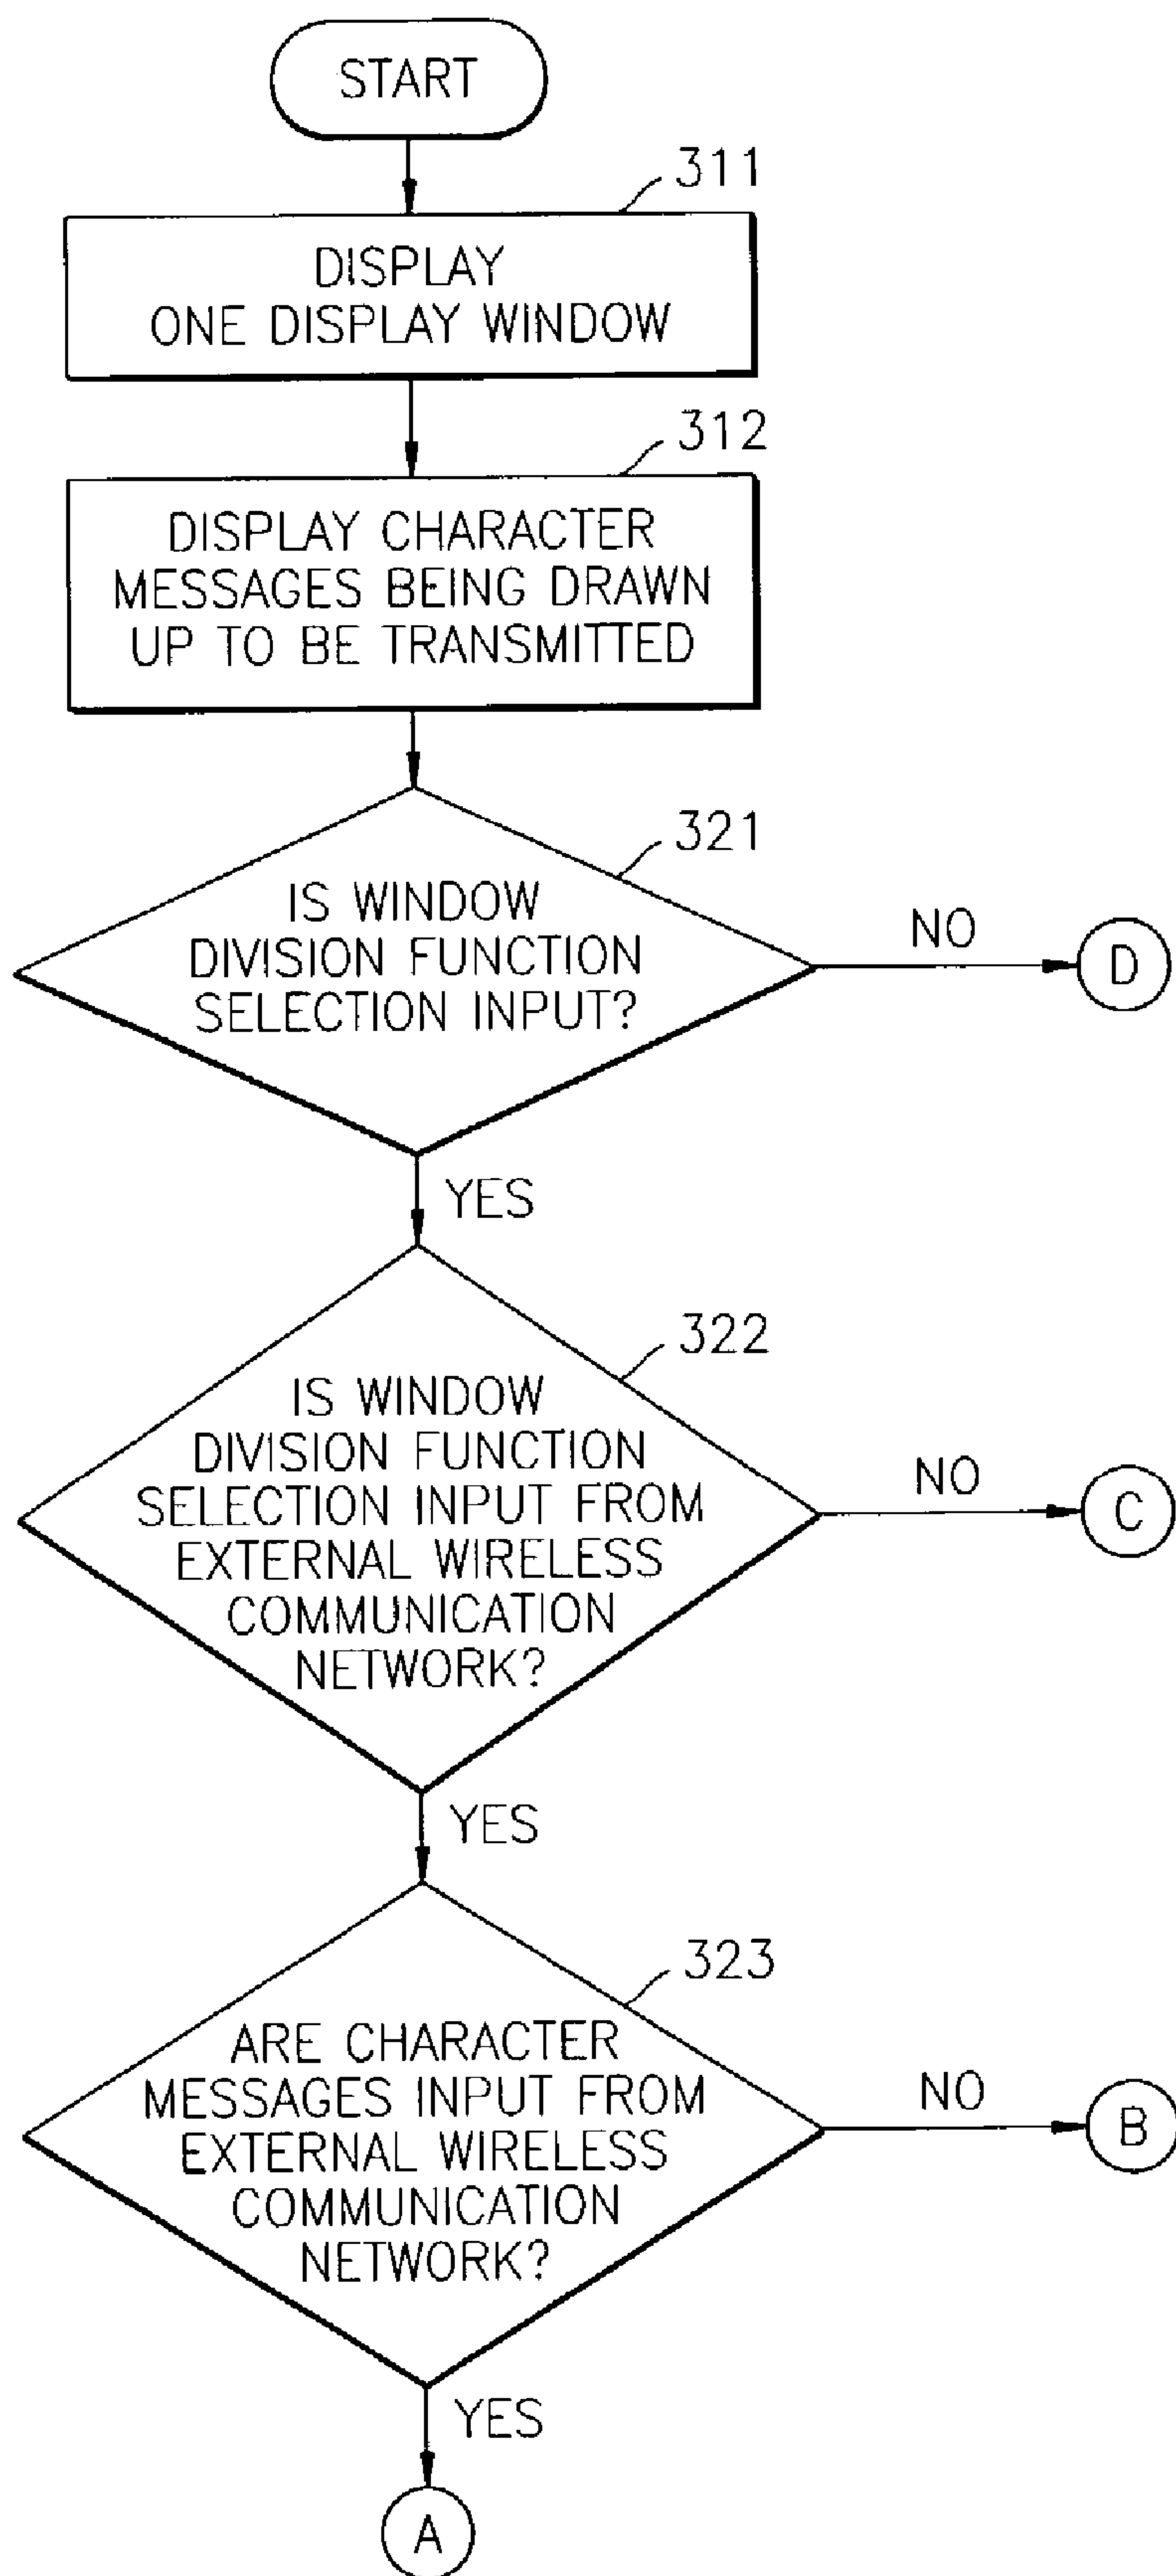 START
311
DISPLAY
ONE DISPLAY WINDOW
312
DISPLAY CHARACTER
MESSAGES BEING DRAWN
UP TO BE TRANSMITTED
321
IS WINDOW
DIVISION FUNCTION
SELECTION INPUT?
NO
D
YES
322
IS WINDOW
DIVISION FUNCTION
SELECTION INPUT FROM
EXTERNAL WIRELESS
COMMUNICATION
NETWORK?
NO
C
YES
323
ARE CHARACTER
MESSAGES INPUT FROM
EXTERNAL WIRELESS
COMMUNICATION
NETWORK?
NO
B
YES
A